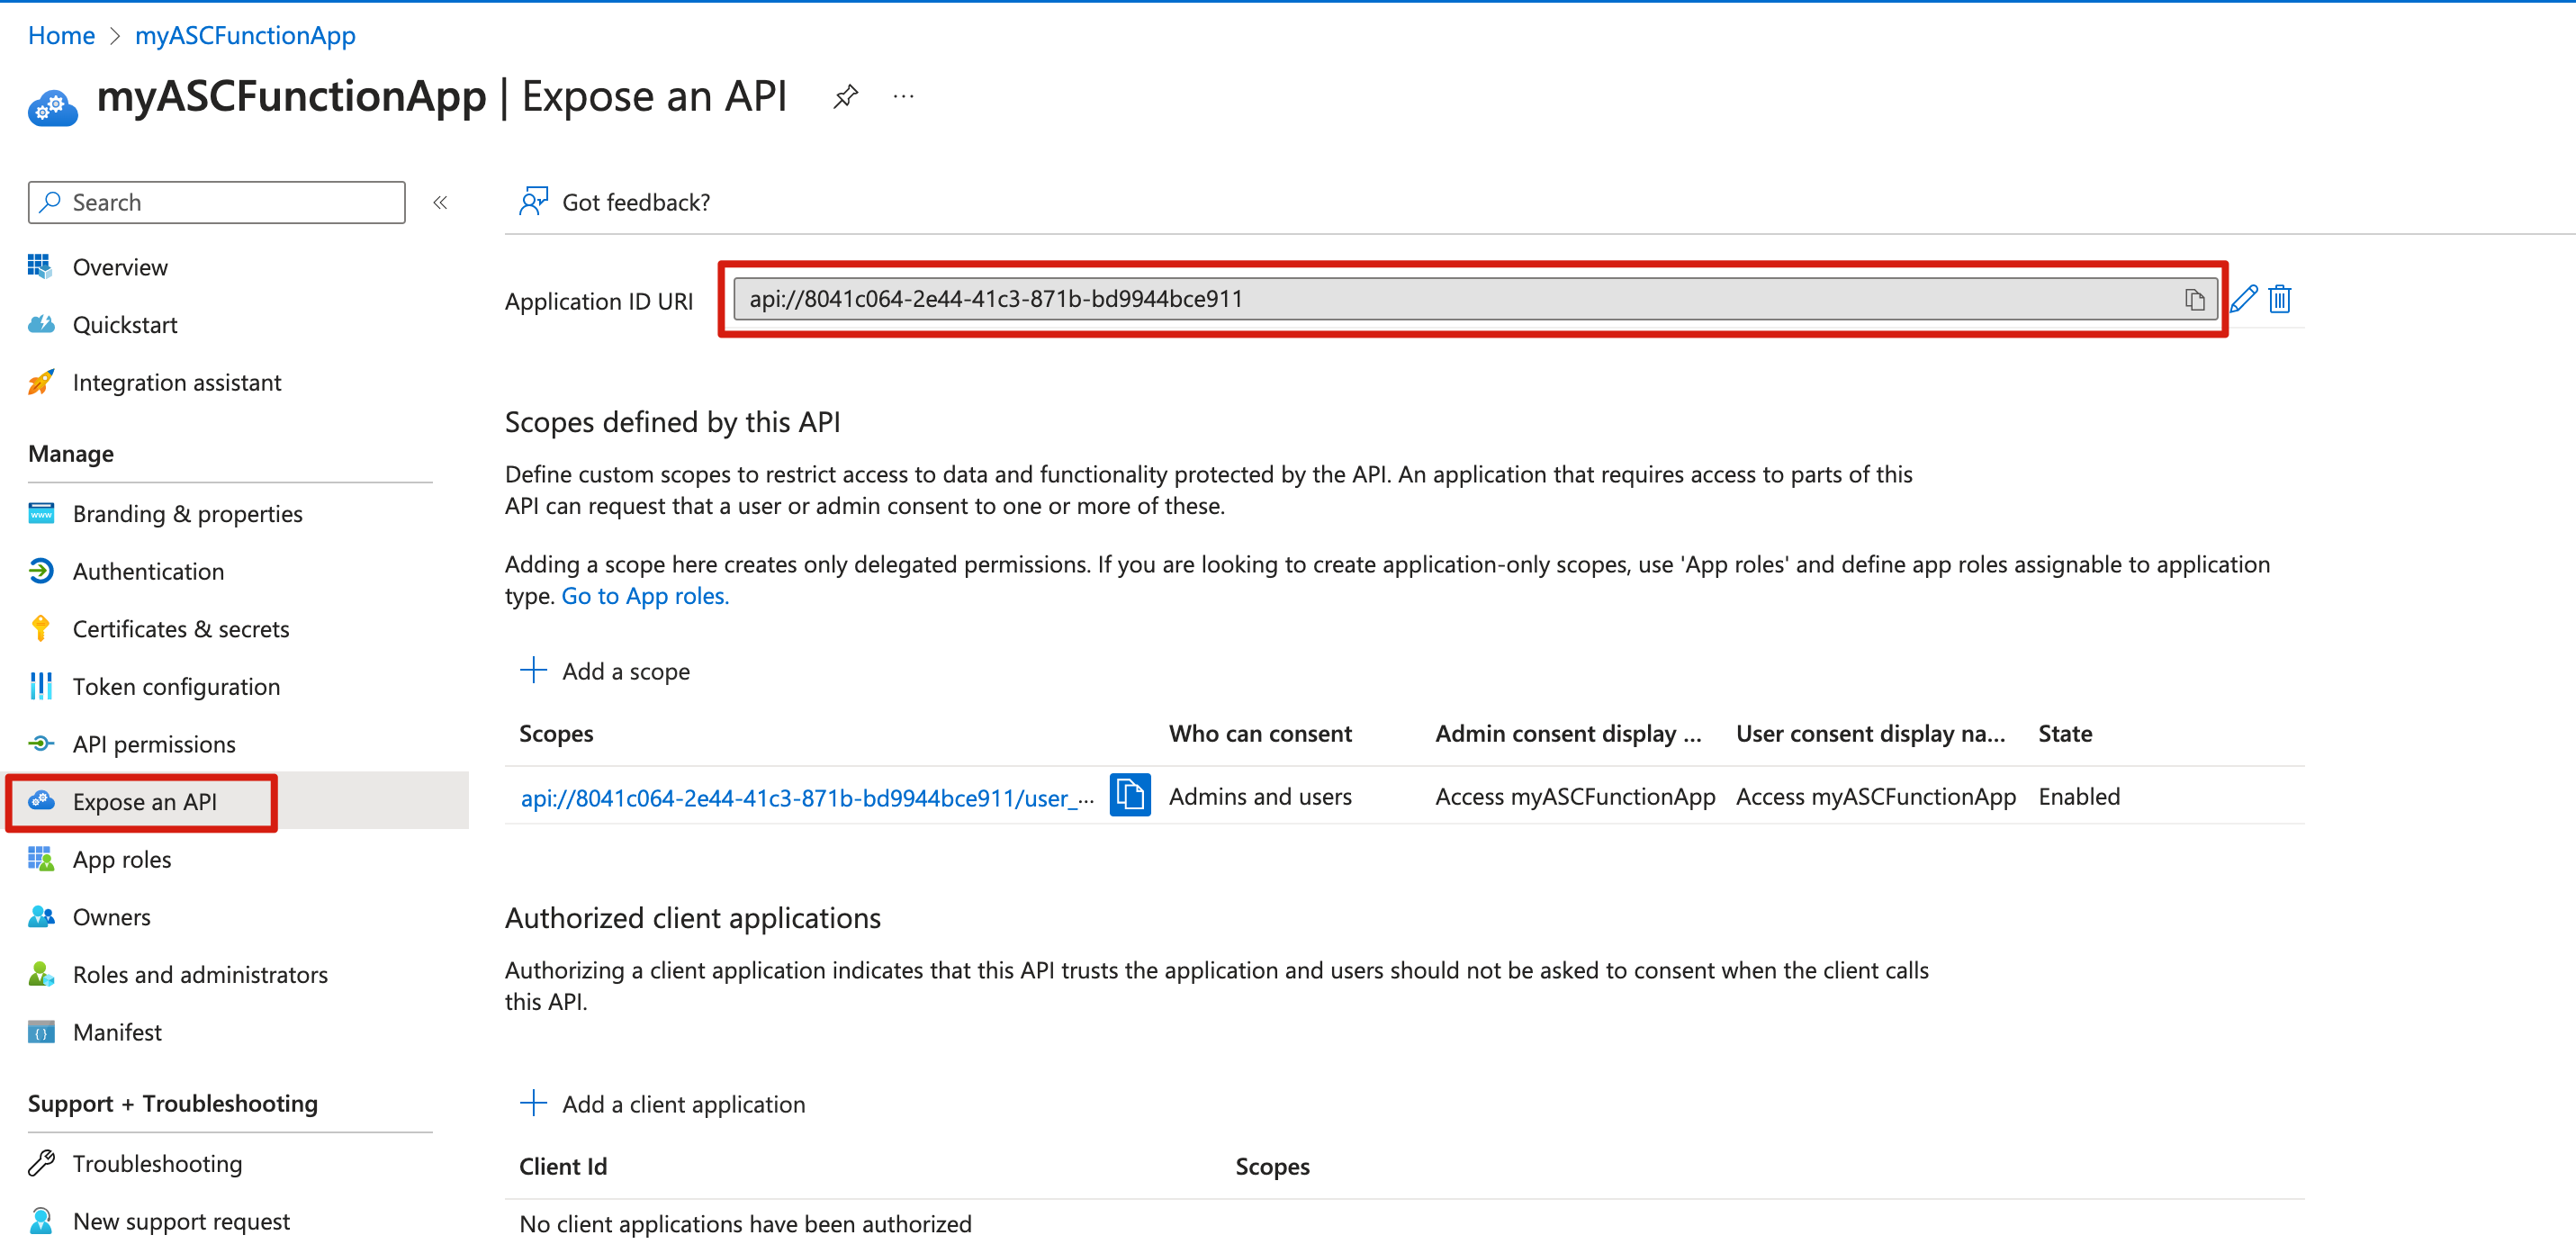 Home > myASCFunctionApp
myASCFunctionApp | Expose an API ...
Search «
Overview
Quickstart
Integration assistant
Manage
Branding & properties
www
Authentication
Certificates & secrets
Token configuration
API permissions
Expose an API
App roles
Owners
Roles and administrators
Manifest
Support + Troubleshooting
Troubleshooting
New support request
Got feedback?
Application ID URI api://8041c064-2e44-41c3-871b-bd9944bce911
Scopes defined by this API
Define custom scopes to restrict access to data and functionality protected by the API. An application that requires access to parts of this
API can request that a user or admin consent to one or more of these.
Adding a scope here creates only delegated permissions. If you are looking to create application-only scopes, use 'App roles' and define app roles assignable to application
type. Go to App roles.
+ Add a scope
Scopes Who can consent Admin consent display ... User consent display na... State
api://8041c064-2e44-41c3-871b-bd9944bce911/user_... Admins and users Access myASCFunctionApp Access myASCFunctionApp Enabled
Authorized client applications
Authorizing a client application indicates that this API trusts the application and users should not be asked to consent when the client calls
this API.
+ Add a client application
Client Id Scopes
No client applications have been authorized